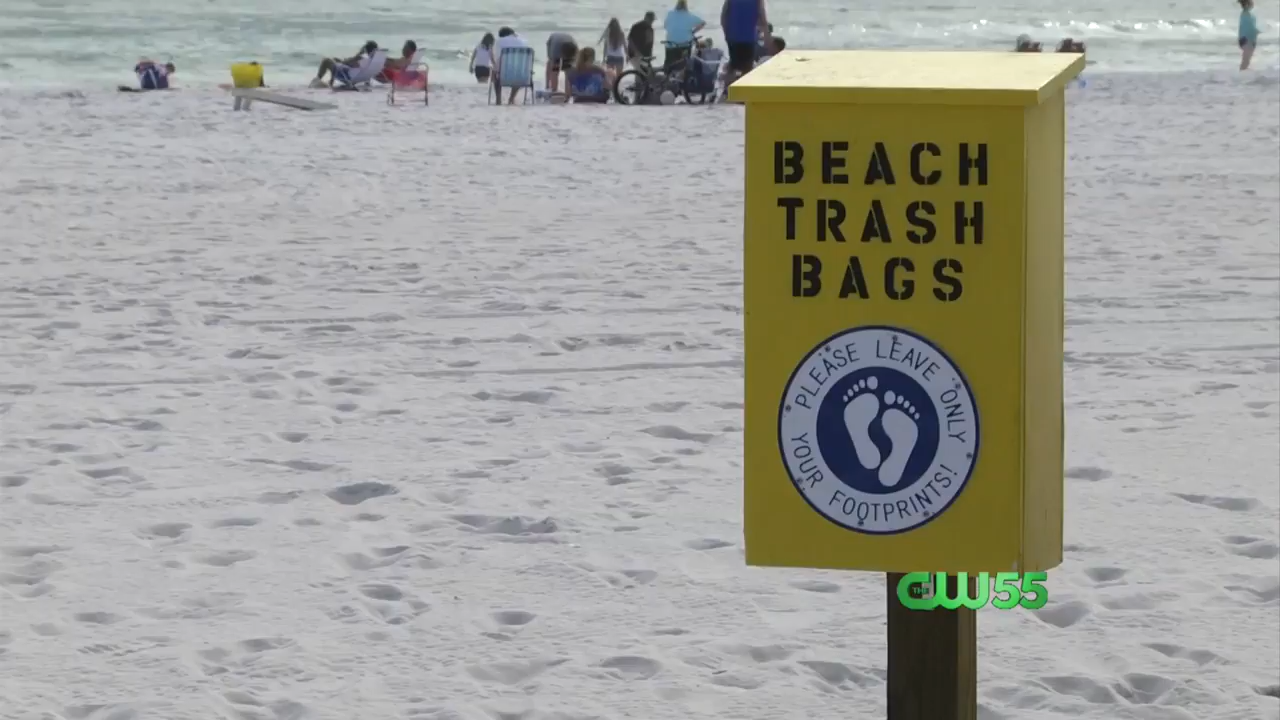 BEACH
TRASH
BAGS
PLEASE LEAVE ONLY
YOUR FOOTPRINTS!
THE CW55